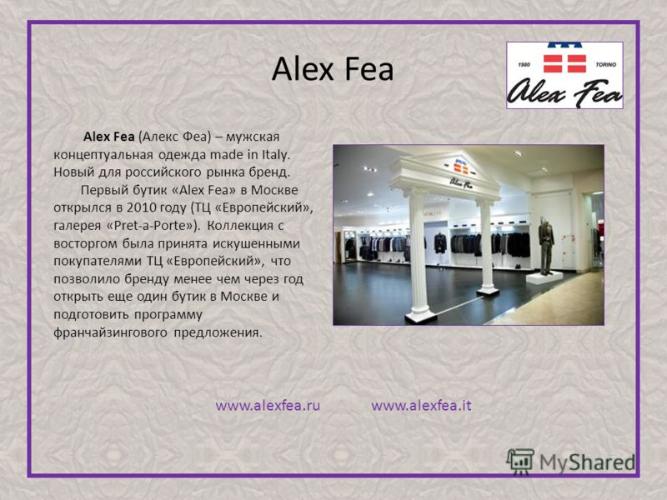 Alex Fea
1980 TORINO
Alex Fea
Alex Fea (Алекс Феа) – мужская
концептуальная одежда made in Italy.
Новый для российского рынка бренд.
Первый бутик «Alex Fea» в Москве
открылся в 2010 году (ТЦ «Европейский»,
галерея «Pret-a-Porte»). Коллекция с
восторгом была принята искушенными
покупателями ТЦ «Европейский», что
позволило бренду менее чем через год
открыть еще один бутик в Москве и
подготовить программу
франчайзингового предложения.
Alex Fea
www.alexfea.ru www.alexfea.it
MyShared